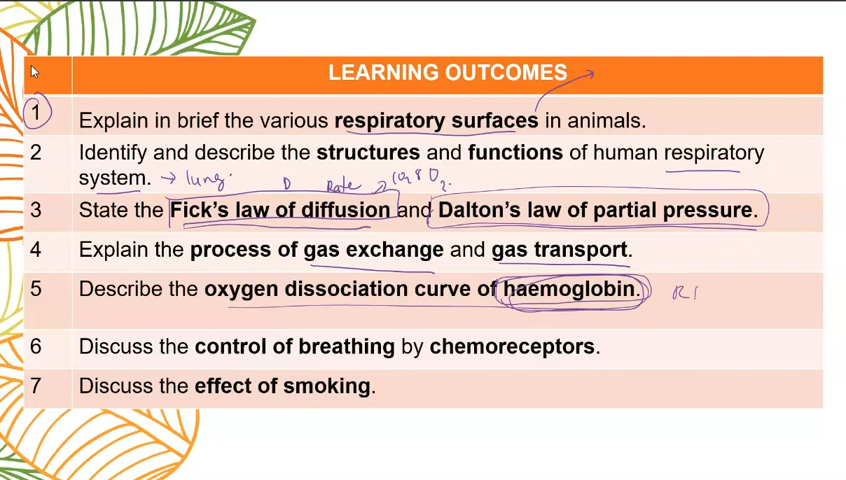 LEARNING OUTCOMES
1 Explain in brief the various respiratory surfaces in animals.
2 Identify and describe the structures and functions of human respiratory
system. → lung.
D Rate
3 State the Fick's law of diffusion and Dalton's law of partial pressure.
4 Explain the process of gas exchange and gas transport.
5 Describe the oxygen dissociation curve of haemoglobin.
6 Discuss the control of breathing by chemoreceptors.
7 Discuss the effect of smoking.